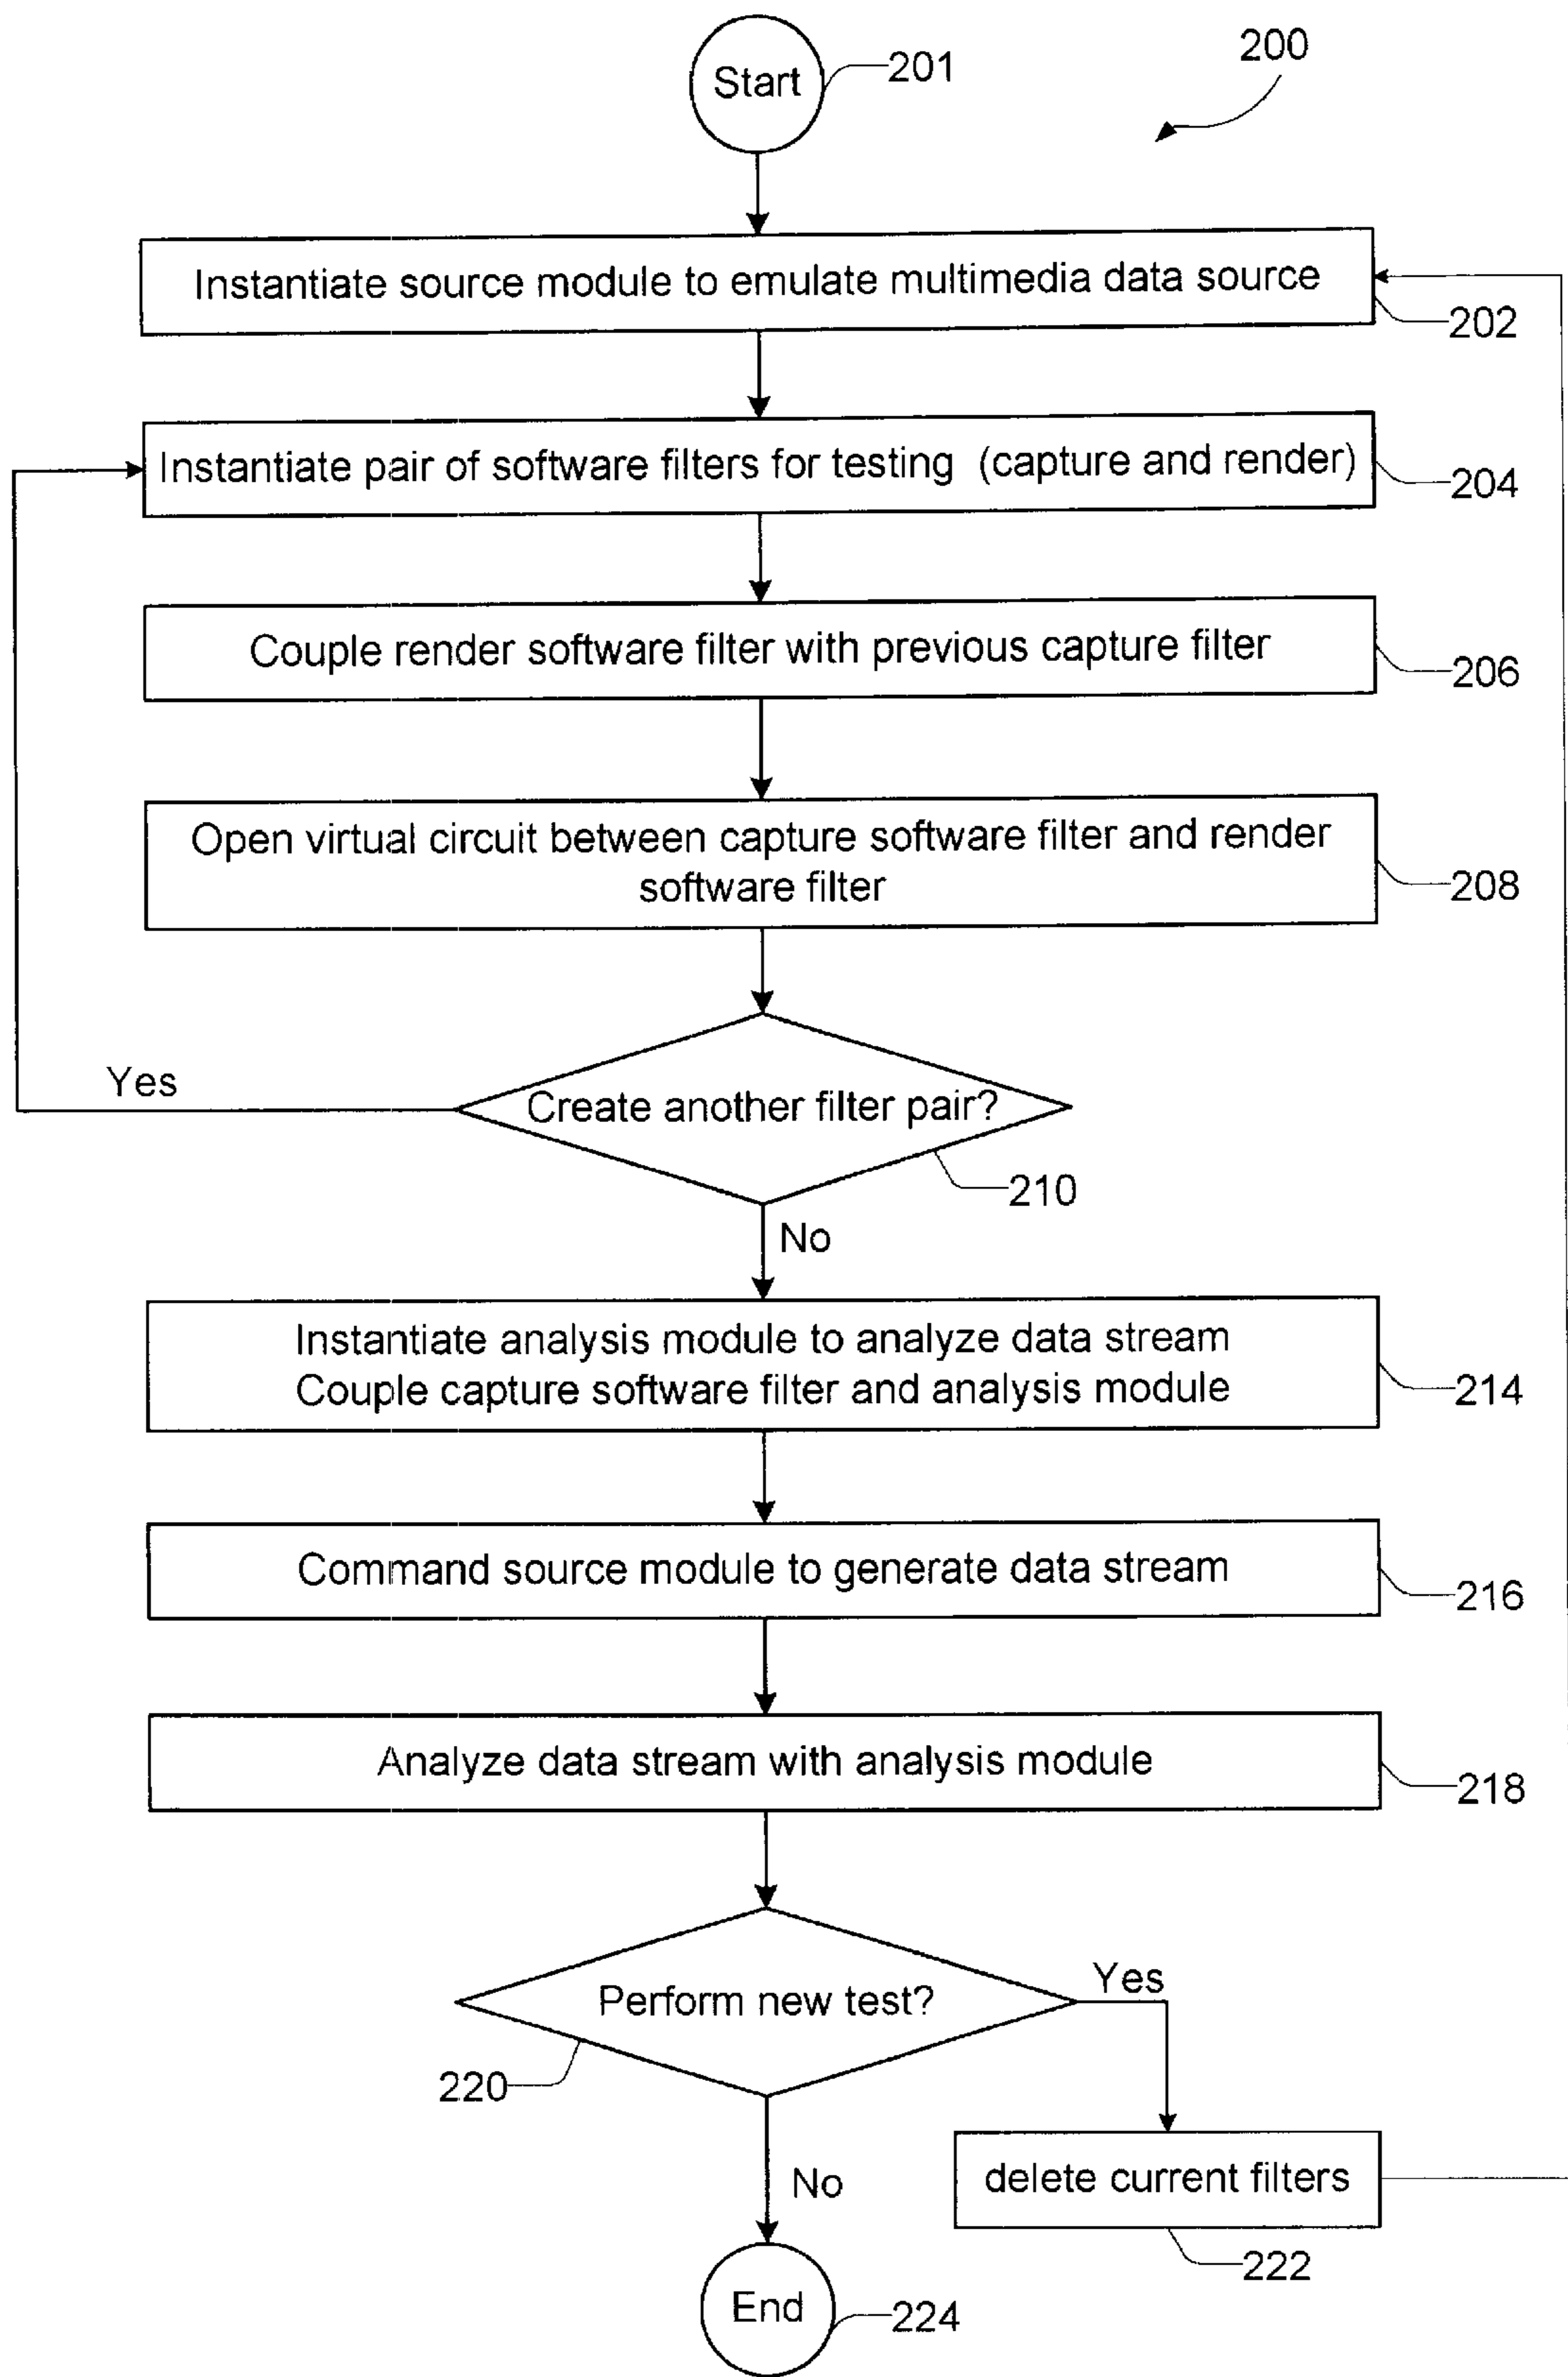 200
Start
201
Instantiate source module to emulate multimedia data source
202
Instantiate pair of software filters for testing (capture and render)
204
Couple render software filter with previous capture filter
206
Open virtual circuit between capture software filter and render
software filter
208
Yes
Create another filter pair?
210
No
Instantiate analysis module to analyze data stream
Couple capture software filter and analysis module
214
Command source module to generate data stream
216
Analyze data stream with analysis module
218
Perform new test?
Yes
220
No
delete current filters
222
End
224